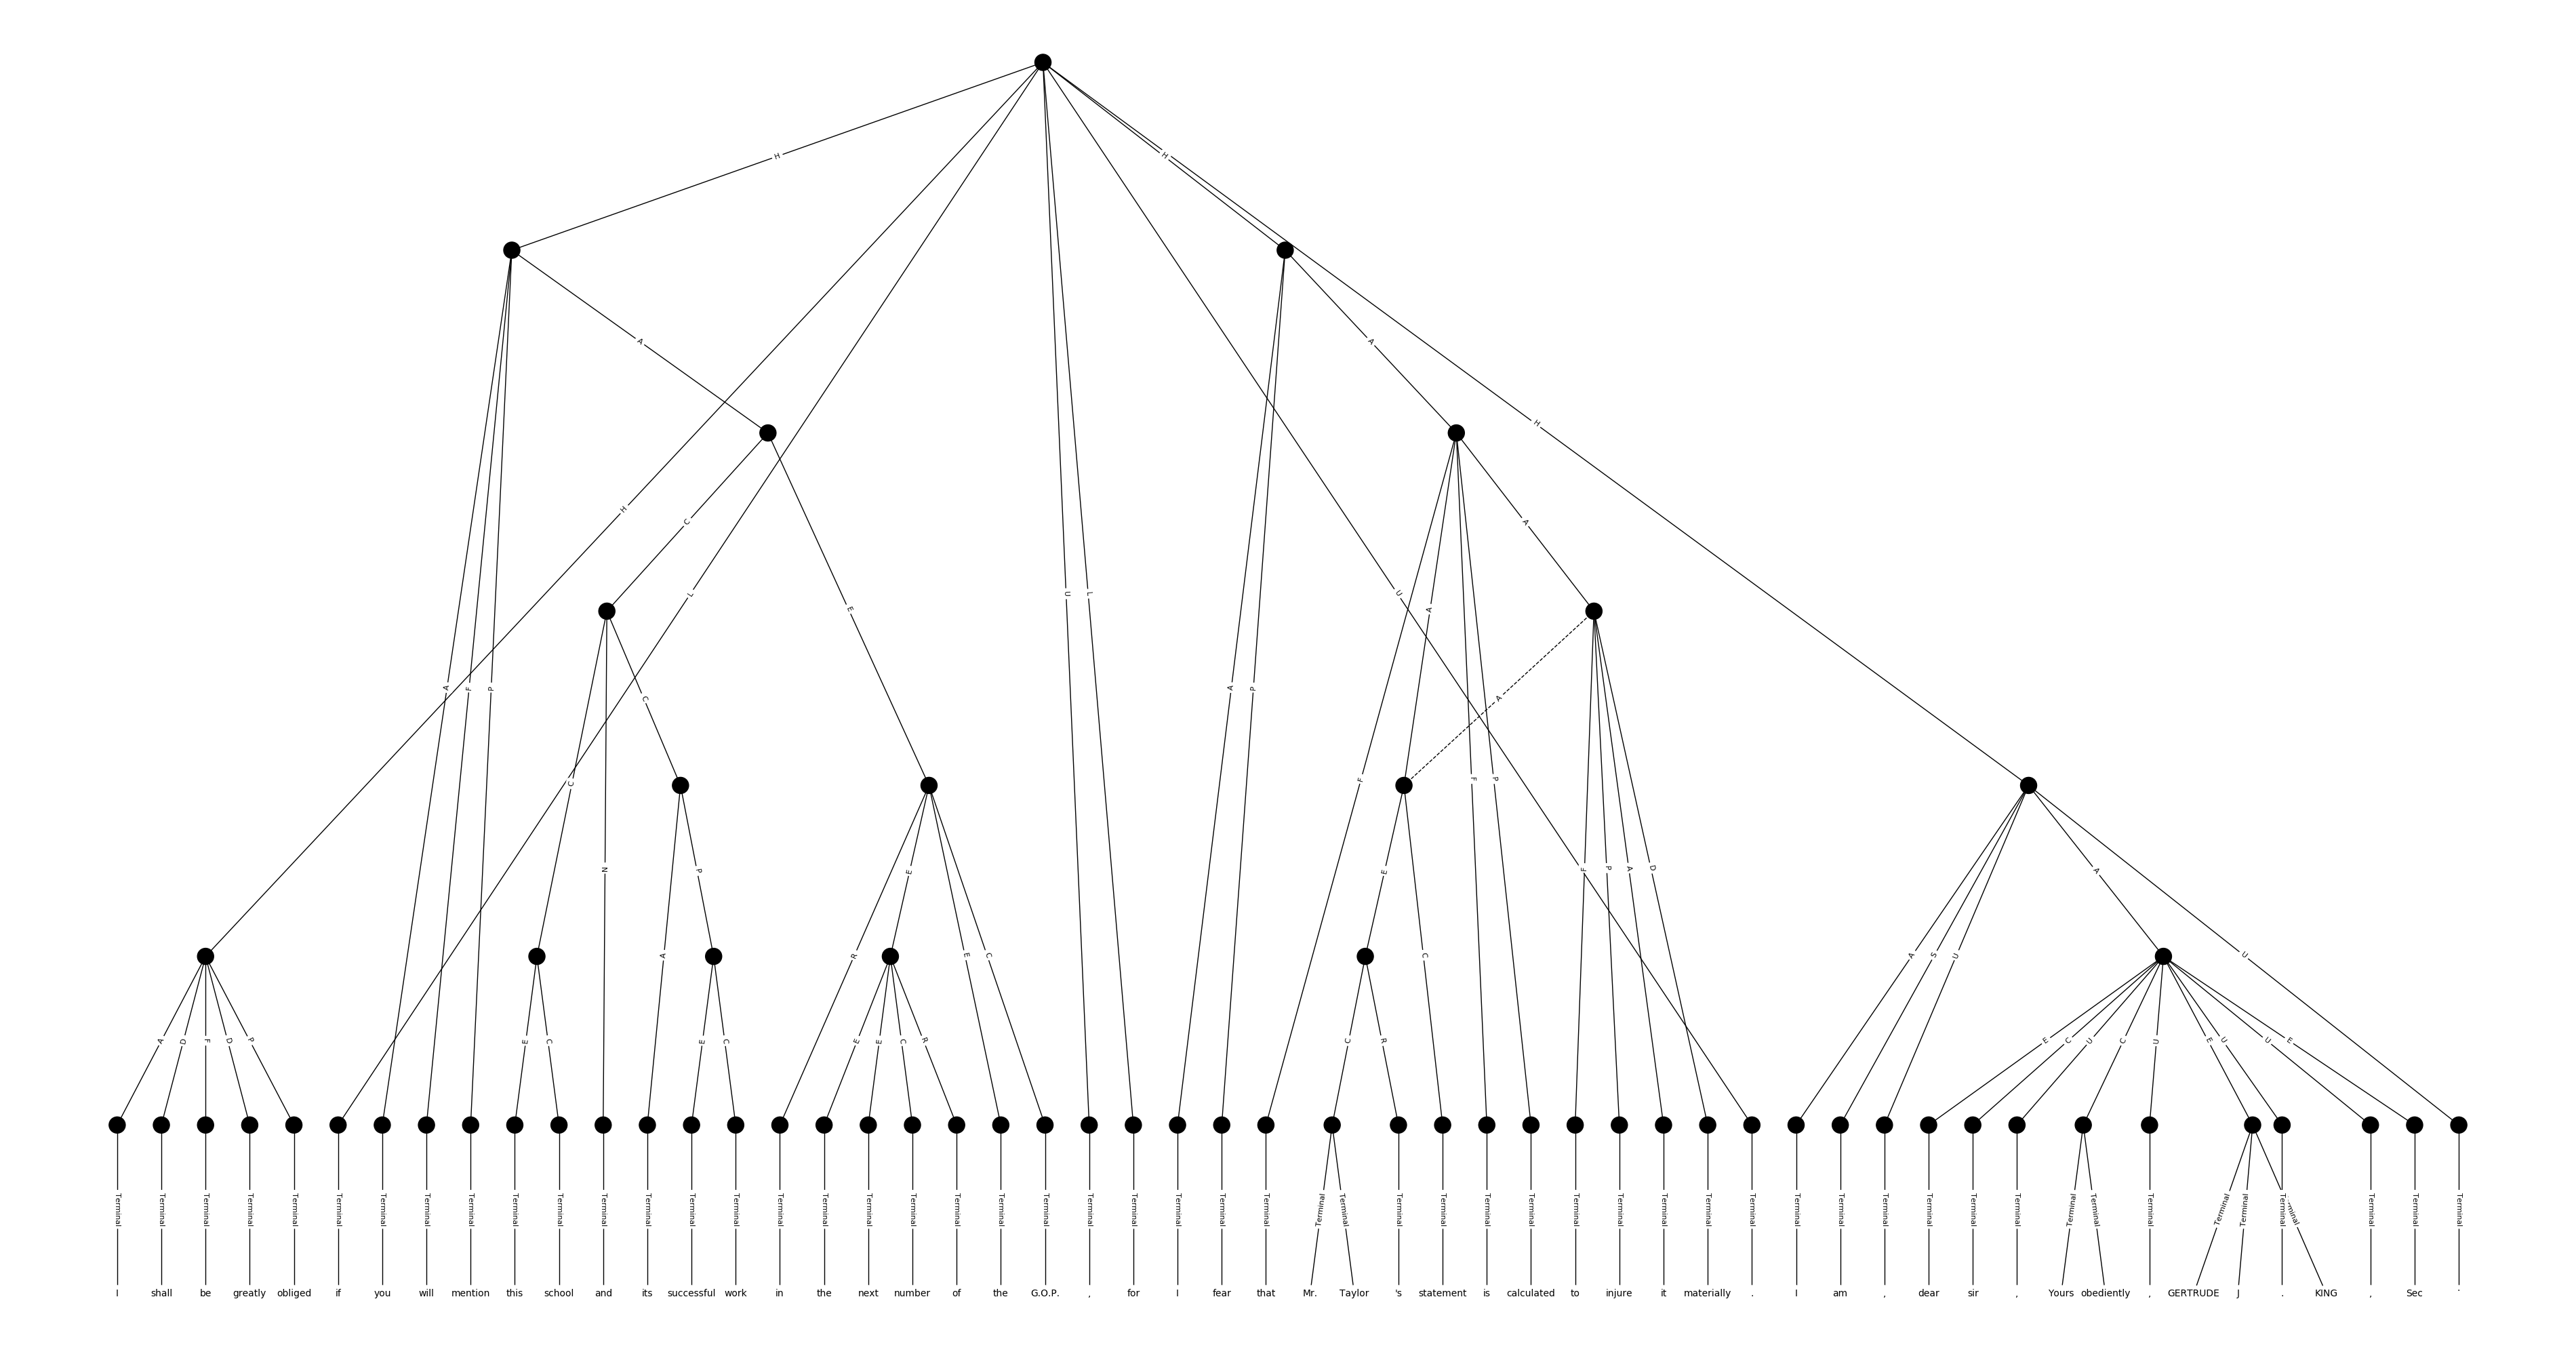 H H
A A
H
H C A
L U L U
E A
A F P A P
C A
C F F P
N E P E F P A D A
A R E C C A S U U
A D F D P E C E C E E C R C R E C U C U E U U E
Terminal Terminal Terminal Terminal Terminal Terminal Terminal Terminal Terminal Terminal Terminal Terminal Terminal Terminal Terminal Terminal Terminal Terminal Terminal Terminal Terminal Terminal Terminal Terminal Terminal Terminal Terminal Terminal Terminal Terminal Terminal Terminal Terminal Terminal Terminal Terminal Terminal Terminal Terminal Terminal Terminal Terminal Terminal Terminal Terminal Terminal Terminal Terminal Terminal Terminal Terminal Terminal Terminal Terminal
I shall be greatly obliged if you will mention this school and its successful work in the next number of the G.O.P. , for I fear that Mr. Taylor 's statement is calculated to injure it materially . I am , dear sir , Yours obediently , GERTRUDE J . KING , Sec .